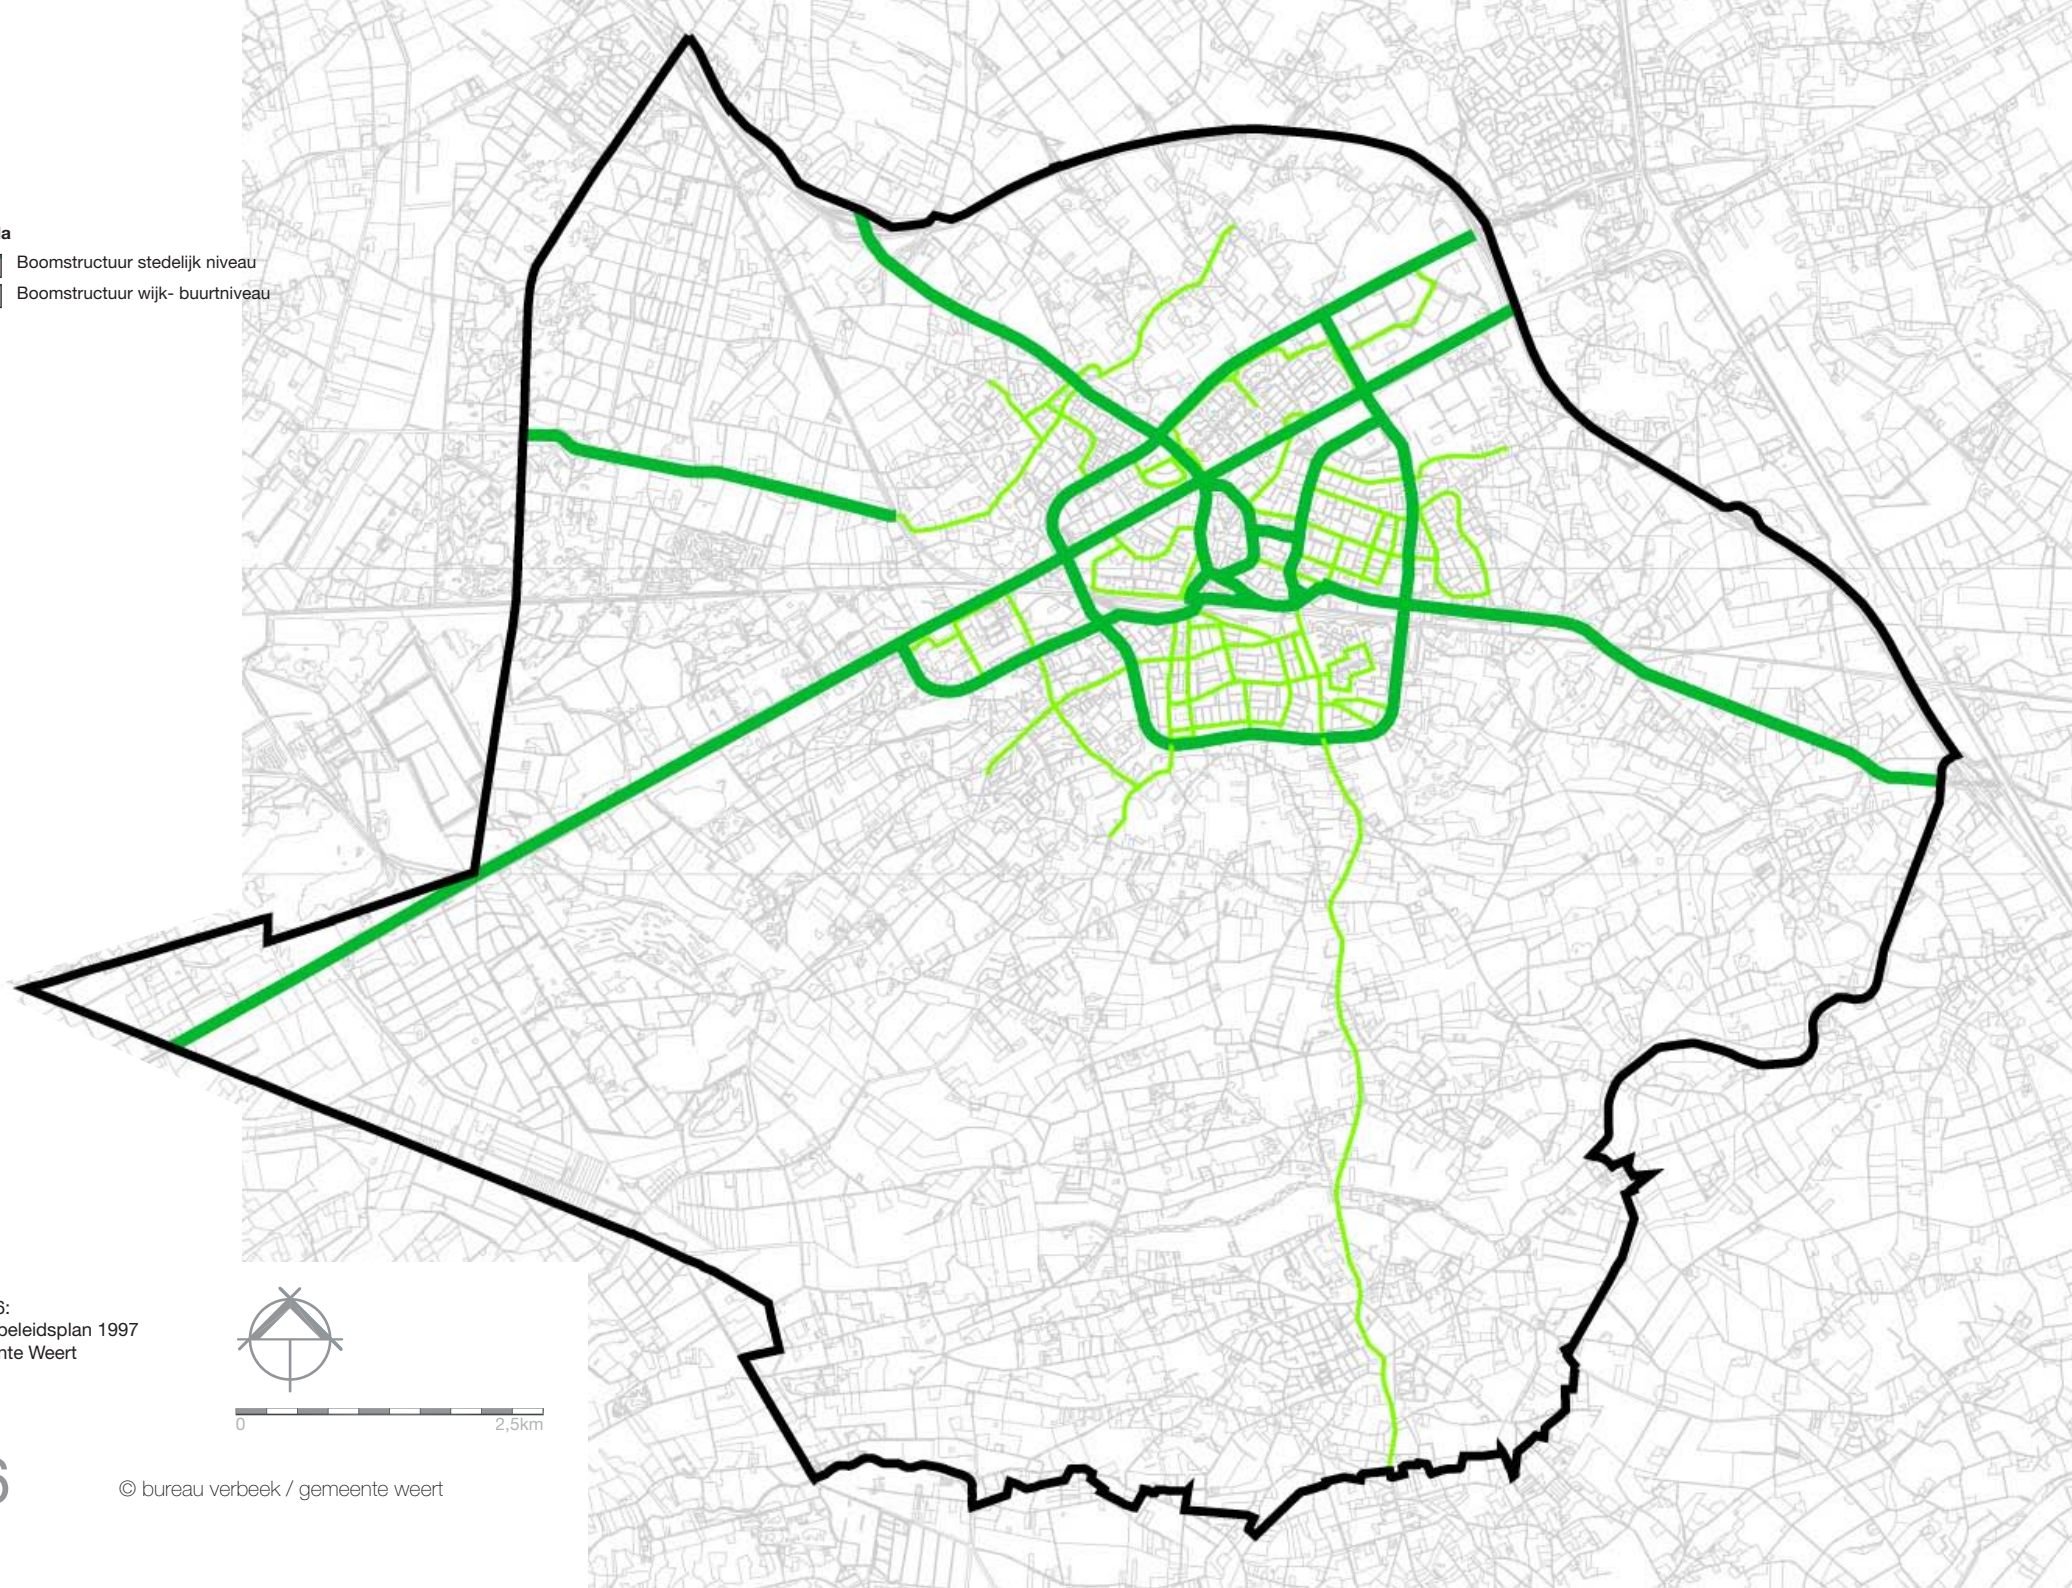 la
Boomstructuur stedelijk niveau
Boomstructuur wijk- buurtniveau
6:
beleidsplan 1997
nte Weert
0 2,5km
6
© bureau verbeek / gemeente weert